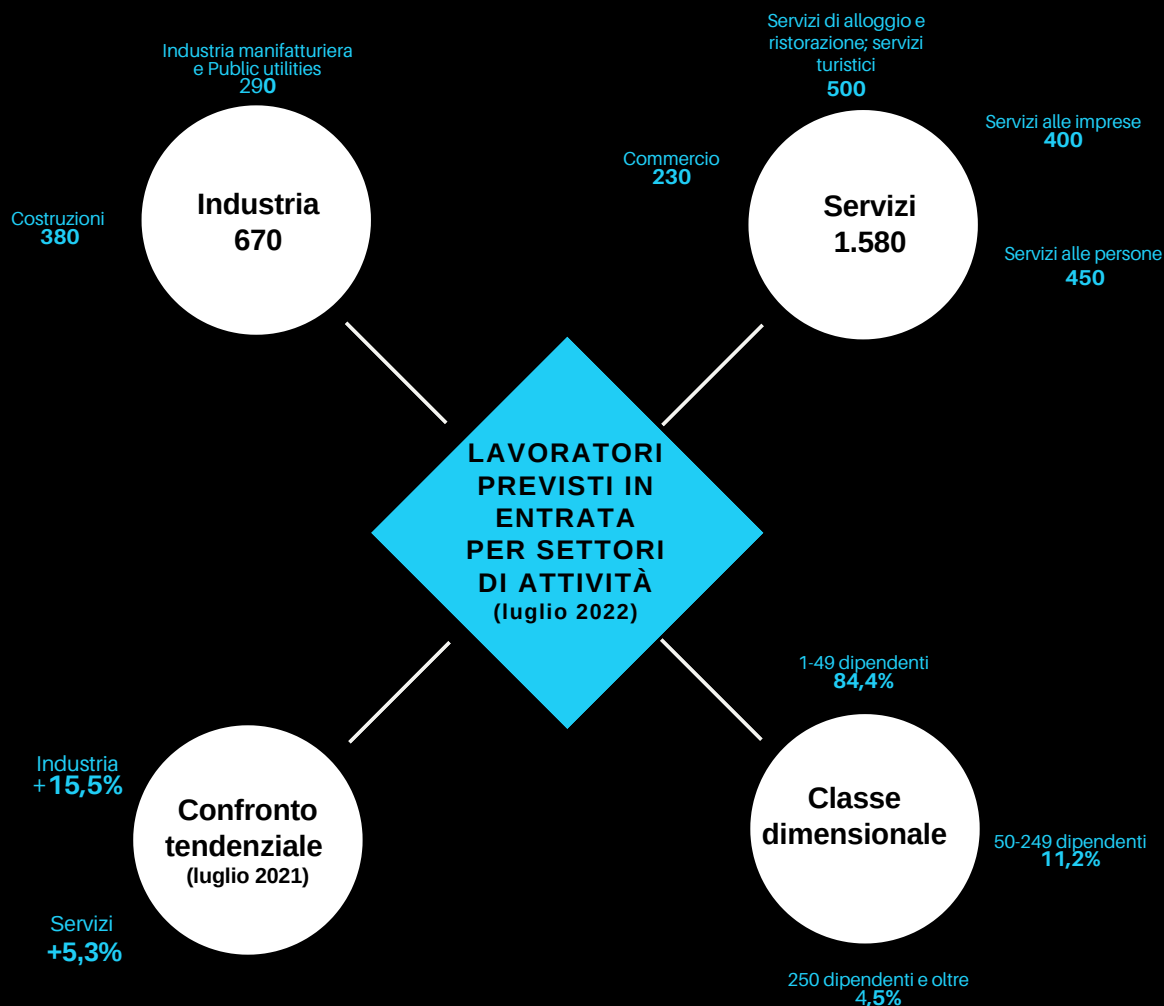 Industria manifatturiera
e Public utilities
290
Costruzioni
380
Industria
670
Servizi di alloggio e
ristorazione; servizi
turistici
500
Servizi alle imprese
400
Commercio
230
Servizi
1.580
Servizi alle persone
450
LAVORATORI
PREVISTI IN
ENTRATA
PER SETTORI
DI ATTIVITÀ
(luglio 2022)
Industria
+15,5%
Confronto
tendenziale
(luglio 2021)
Servizi
+5,3%
1-49 dipendenti
84,4%
Classe
dimensionale
50-249 dipendenti
11,2%
250 dipendenti e oltre
4,5%